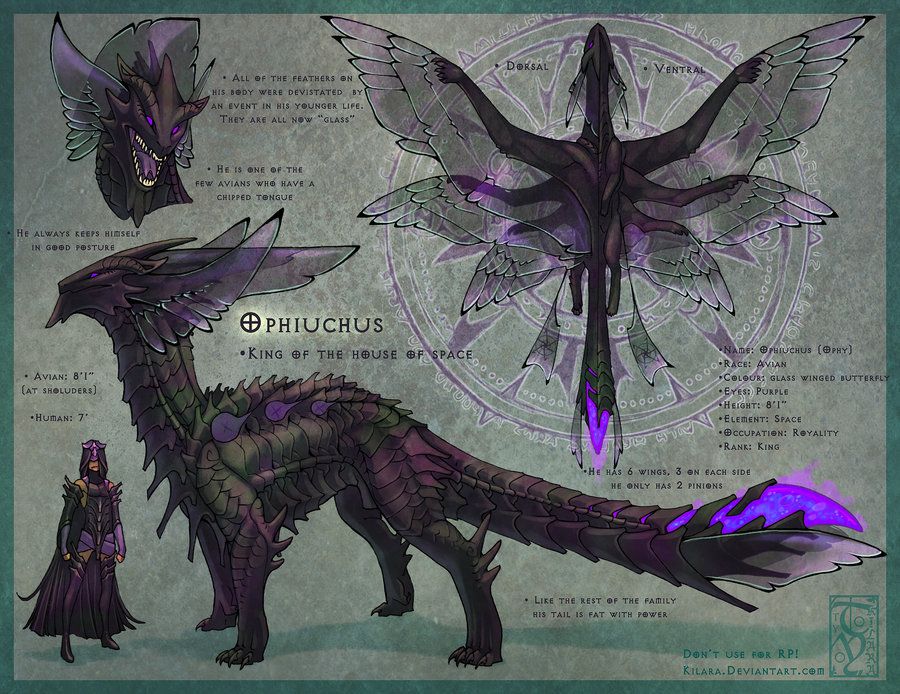 • All of the feathers on
his body were devistated by
an event in his younger life.
They are all now "glass"
• He is one of the
few avians who have a
chipped tongue
• He always keeps himself
in good posture
• Dorsal
• Ventral
Ophiuchus
•King of the house of space
• Avian: 8'1"
(at sholuders)
•Human: 7'
•Name: Ophiuchus (Ophy)
•Race: Avian
•Colour: glass winged butterfly
•Eyes: Purple
•Height: 8'1"
•Element: Space
•Occupation: Royality
•Rank: King
•He has 6 wings, 3 on each side
he only has 2 pinions
• Like the rest of the family
his tail is fat with power
Don't use for RP!
Kilara.Deviantart.com
KILARA